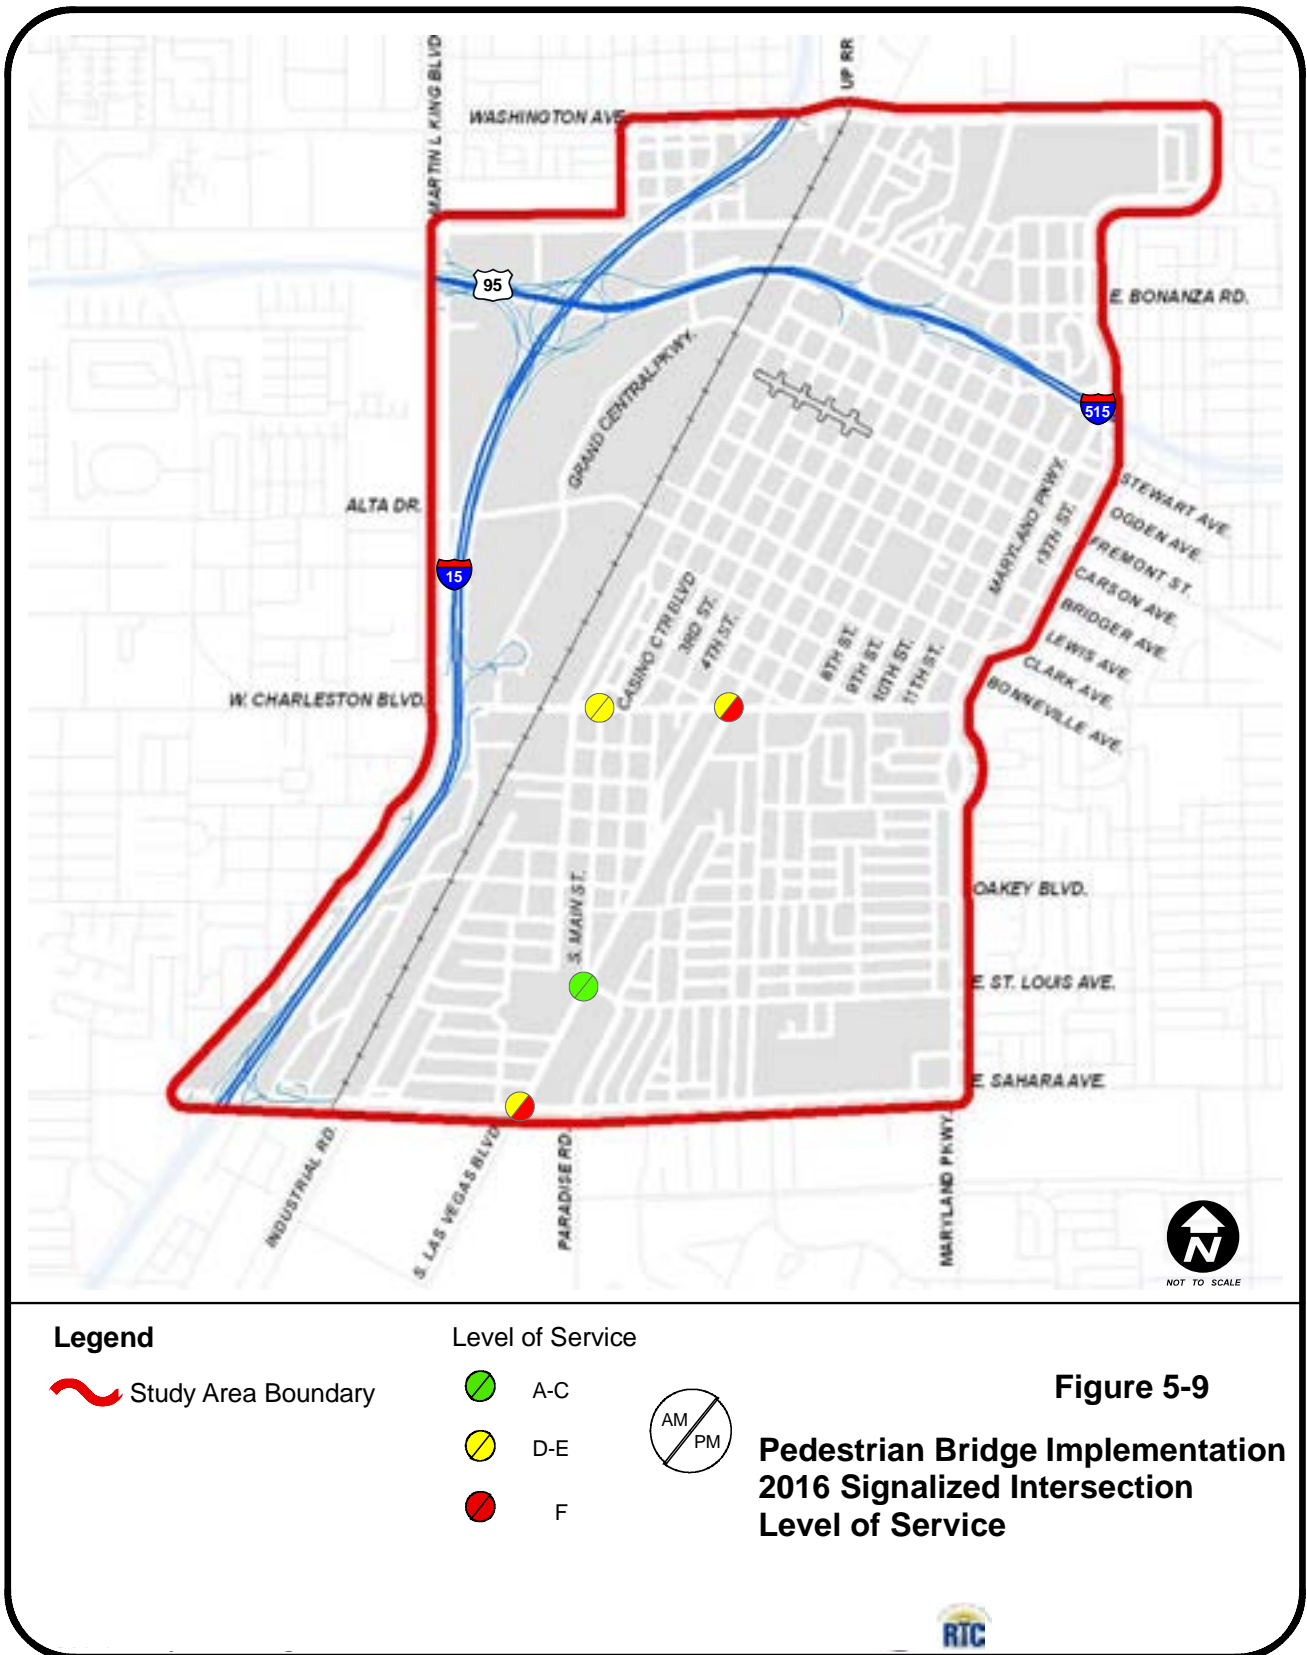 UP RR
MARTIN L KING BLVD
WASHINGTON AVE.
95
E. BONANZA RD.
GRAND CENTRAL PKWY.
515
ALTA DR.
MARYLAND PKWY.
13TH ST.
STEWART AVE.
OGDEN AVE.
FREMONT ST.
CARSON AVE.
BRIDGER AVE.
LEWIS AVE.
CLARK AVE.
BONNEVILLE AVE.
15
CASINO CTR BLVD
3RD ST.
4TH ST.
8TH ST.
9TH ST.
10TH ST.
11TH ST.
W. CHARLESTON BLVD.
S. MAIN ST.
OAKEY BLVD.
E. ST. LOUIS AVE.
E. SAHARA AVE.
INDUSTRIAL RD.
S. LAS VEGAS BLVD
PARADISE RD.
MARYLAND PKWY.
N
NOT TO SCALE
Legend
Study Area Boundary
Level of Service
A-C
D-E
F
AM
PM
Figure 5-9
Pedestrian Bridge Implementation
2016 Signalized Intersection
Level of Service
RTC